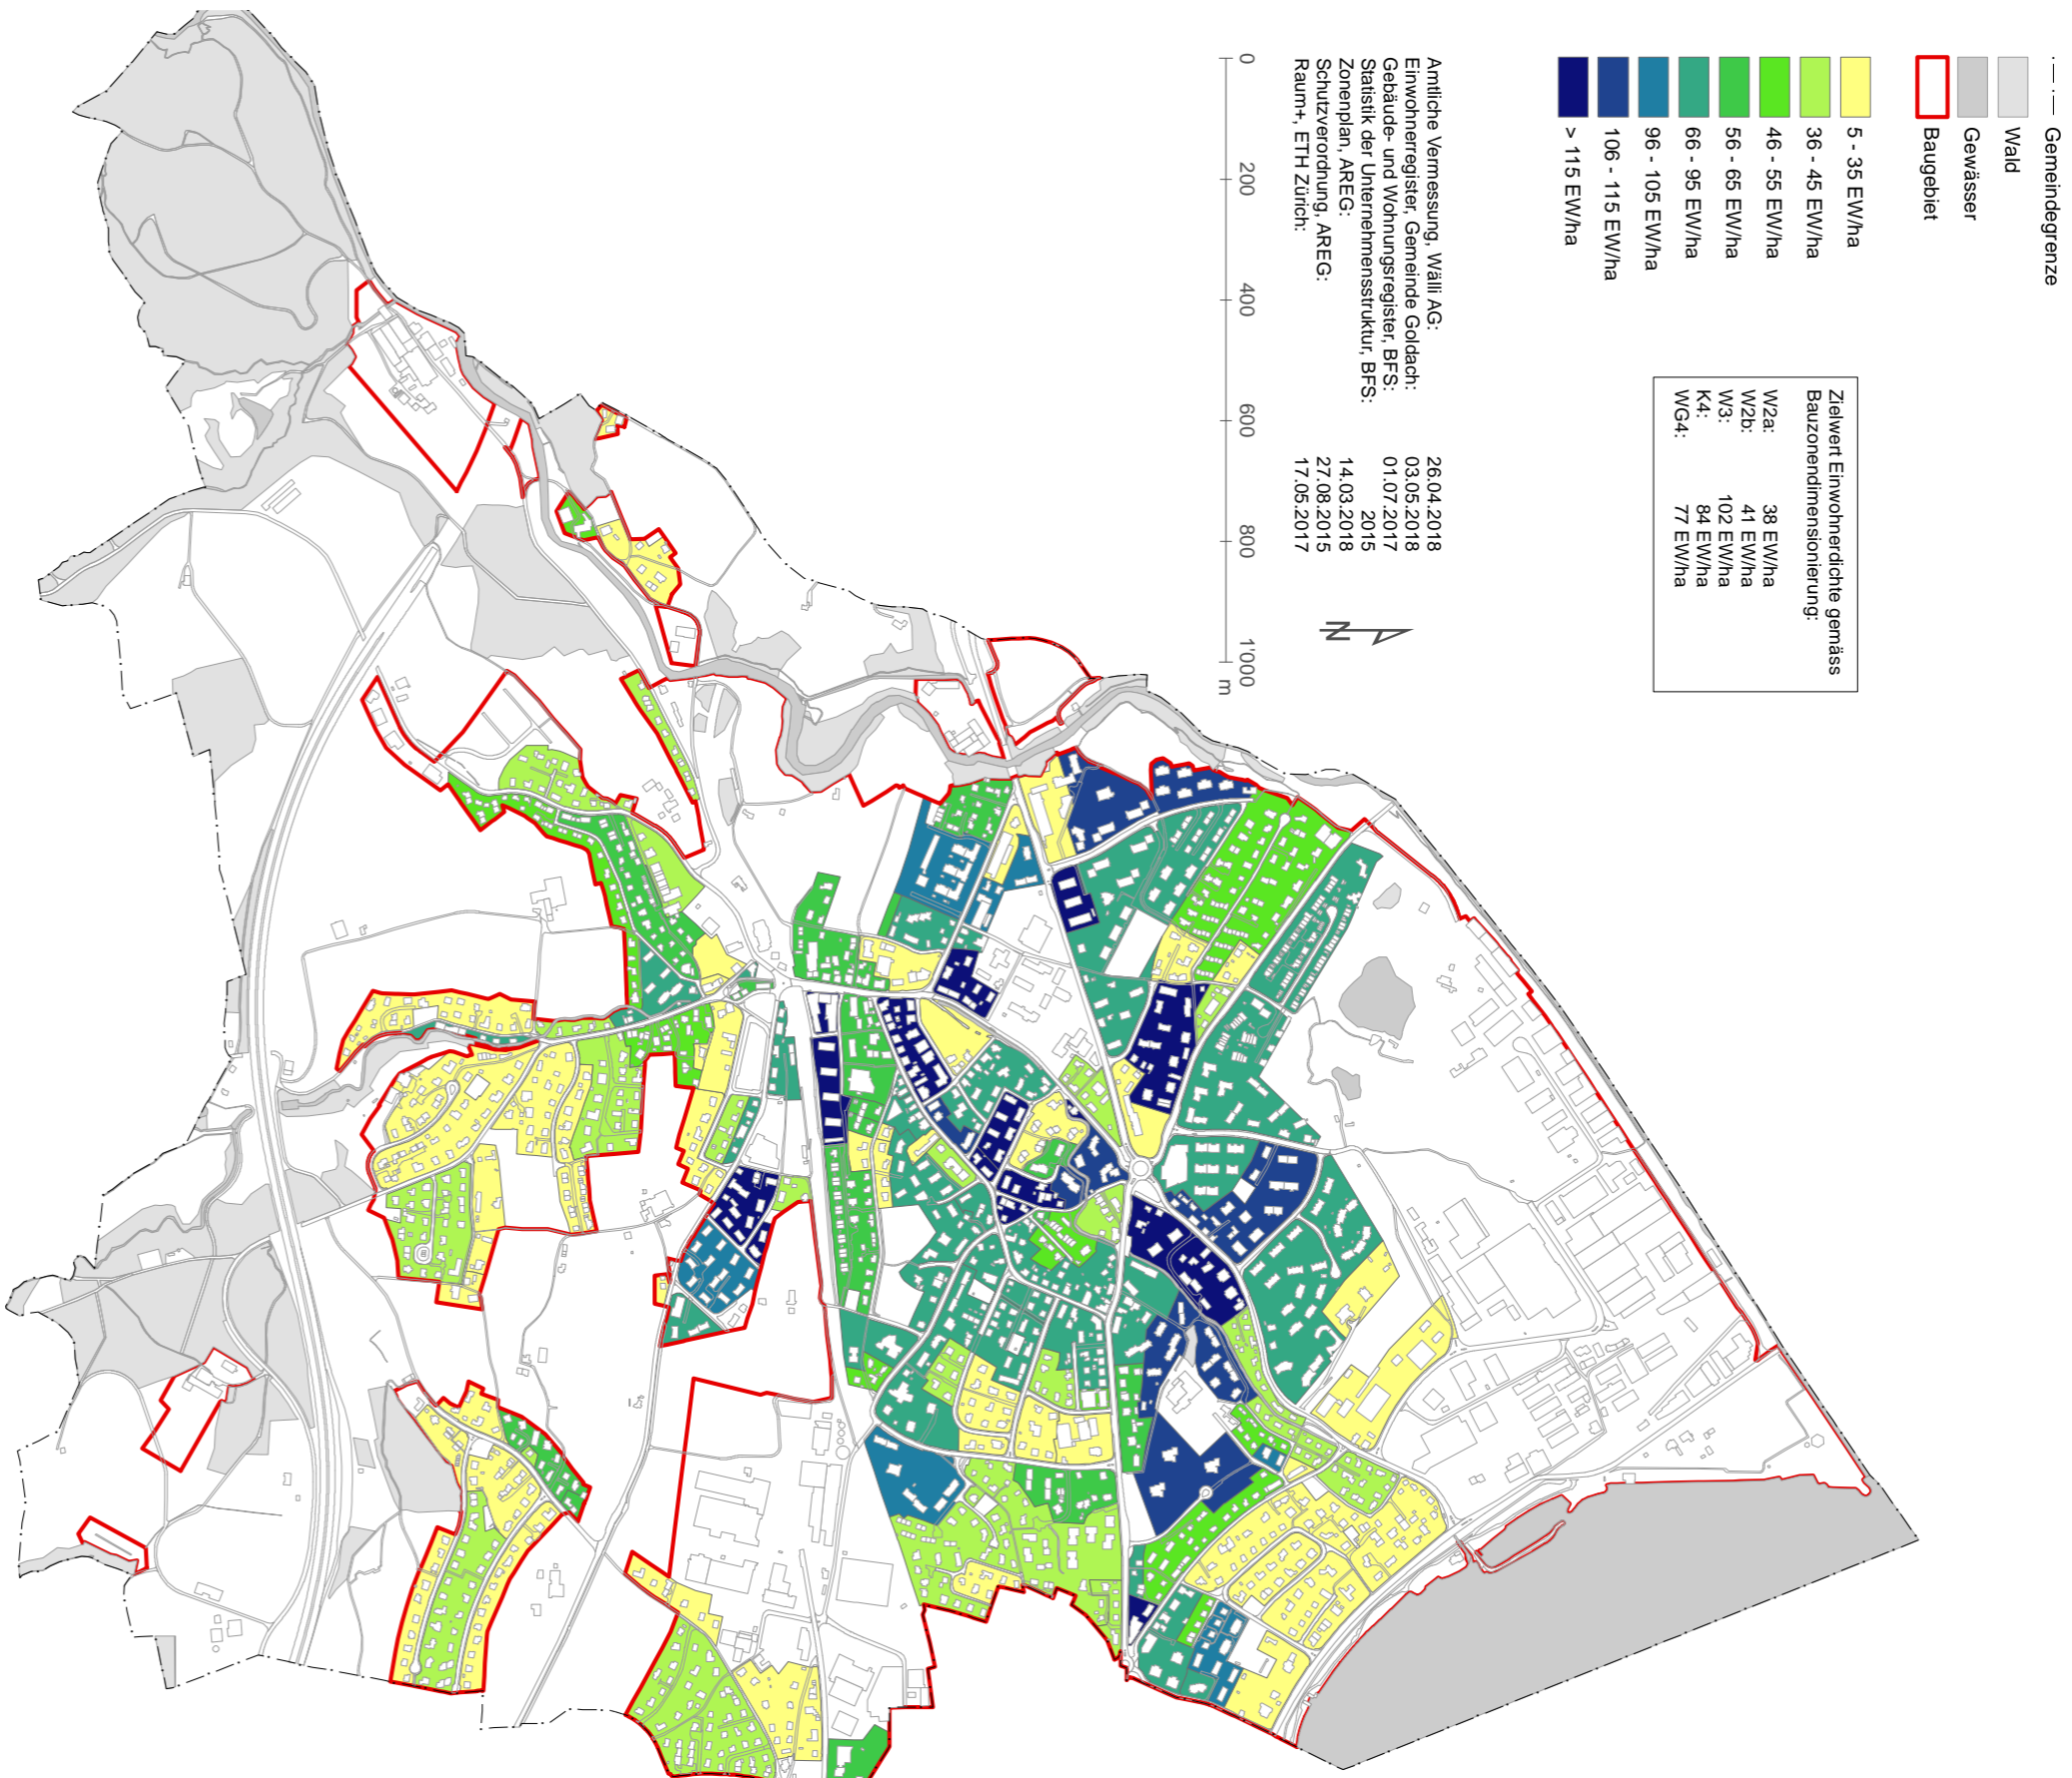 Gemeindegrenze
Wald
Gewässer
Baugebiet
5 - 35 EW/ha
36 - 45 EW/ha
46 - 55 EW/ha
56 - 65 EW/ha
66 - 95 EW/ha
96 - 105 EW/ha
106 - 115 EW/ha
> 115 EW/ha
Zielwert Einwohnerdichte gemäss
Bauzonendimensionierung:
W2a: 38 EW/ha
W2b: 41 EW/ha
W3: 102 EW/ha
K4: 84 EW/ha
WG4: 77 EW/ha
Amtliche Vermessung, Wälli AG: 26.04.2018
Einwohnerregister, Gemeinde Goldach: 03.05.2018
Gebäude- und Wohnungsregister, BFS: 01.07.2017
Statistik der Unternehmensstruktur, BFS: 2015
Zonenplan, AREG: 14.03.2018
Schutzverordnung, AREG: 27.08.2015
Raum+, ETH Zürich: 17.05.2017
N
0 200 400 600 800 1'000
m